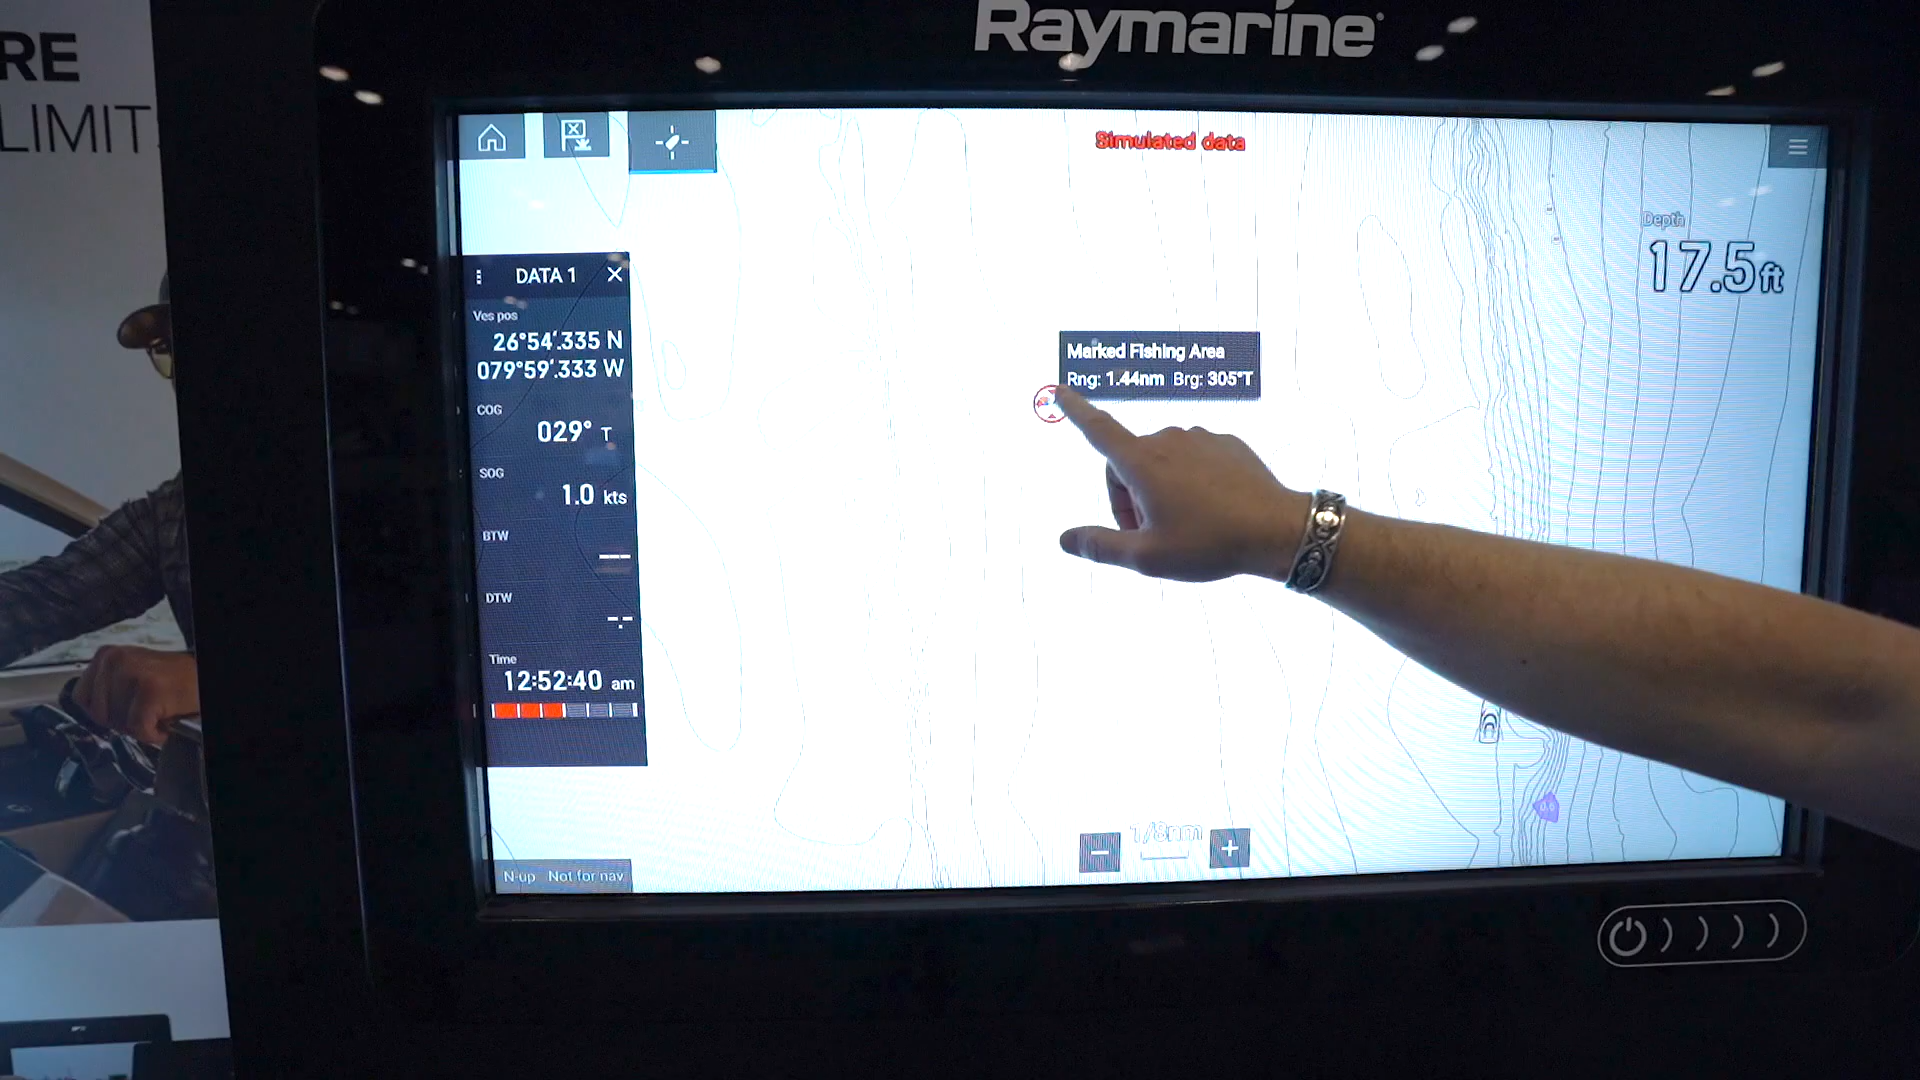 RE
LIMIT
Raymarine
Simulated data
Depth
17.5ft
DATA 1
Ves pos
26°54'.335 N
079°59'.333 W
COG
029° T
SOG
1.0 kts
BTW
---
DTW
-.-
Time
12:52:40 am
Marked Fishing Area
Rng: 1.44nm Brg: 305°T
1/8nm
N-up Not for nav